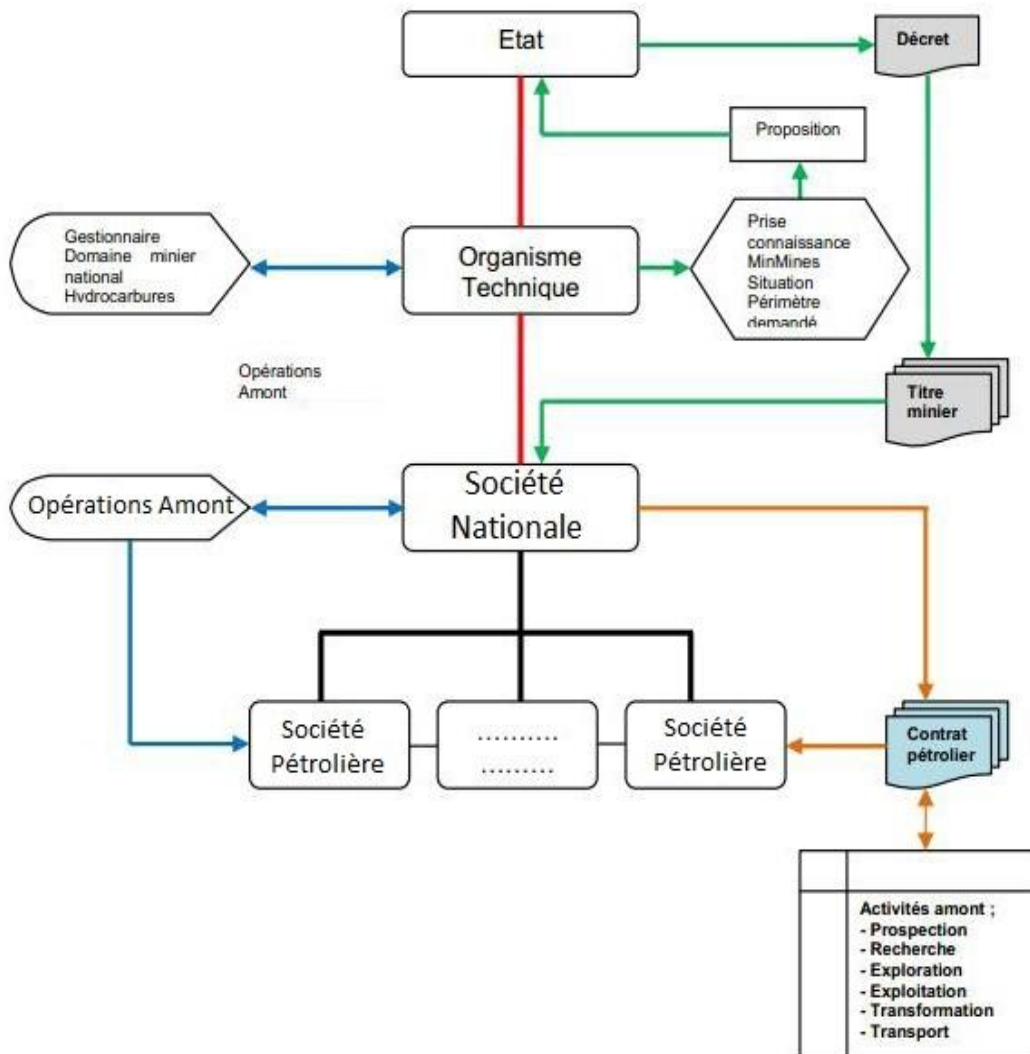 Etat
Décret
Proposition
Gestionnaire
Domaine minier
national
Hydrocarbures
Organisme
Technique
Prise
connaissance
MinMines
Situation
Périmètre
demandé
Opérations
Amont
Titre
minier
Opérations Amont
Société
Nationale
Société
Pétrolière
..........
.........
Société
Pétrolière
Contrat
pétrolier
Activités amont ;
- Prospection
- Recherche
- Exploration
- Exploitation
- Transformation
- Transport